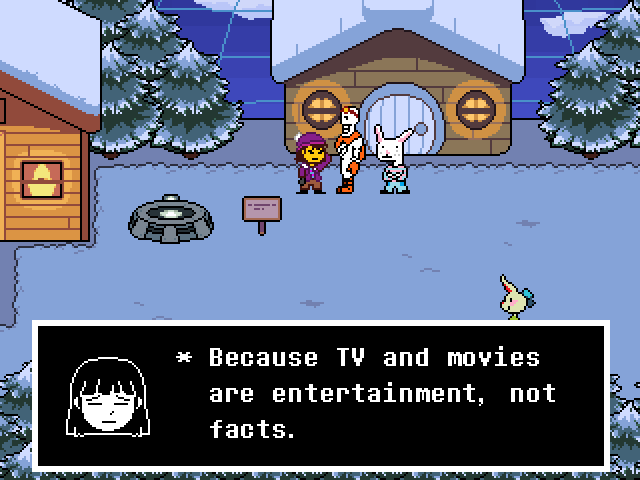 * Because TV and movies
are entertainment, not
facts.